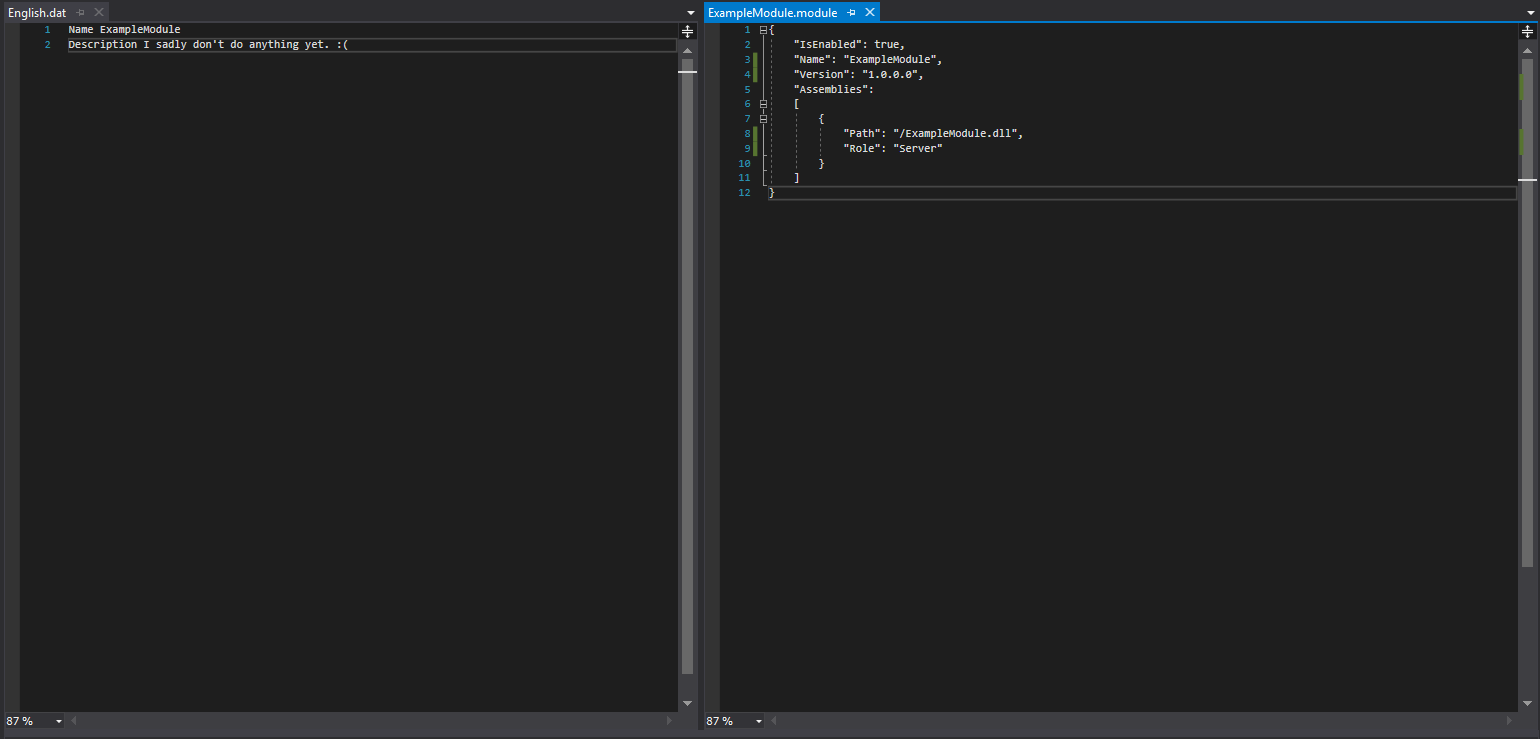 English.dat
1 Name ExampleModule
2 Description I sadly don't do anything yet. :(
87 %
ExampleModule.module
1 {
2 "IsEnabled": true,
3 "Name": "ExampleModule",
4 "Version": "1.0.0.0",
5 "Assemblies":
6 [
7 {
8 "Path": "/ExampleModule.dll",
9 "Role": "Server"
10 }
11 ]
12 }
87 %